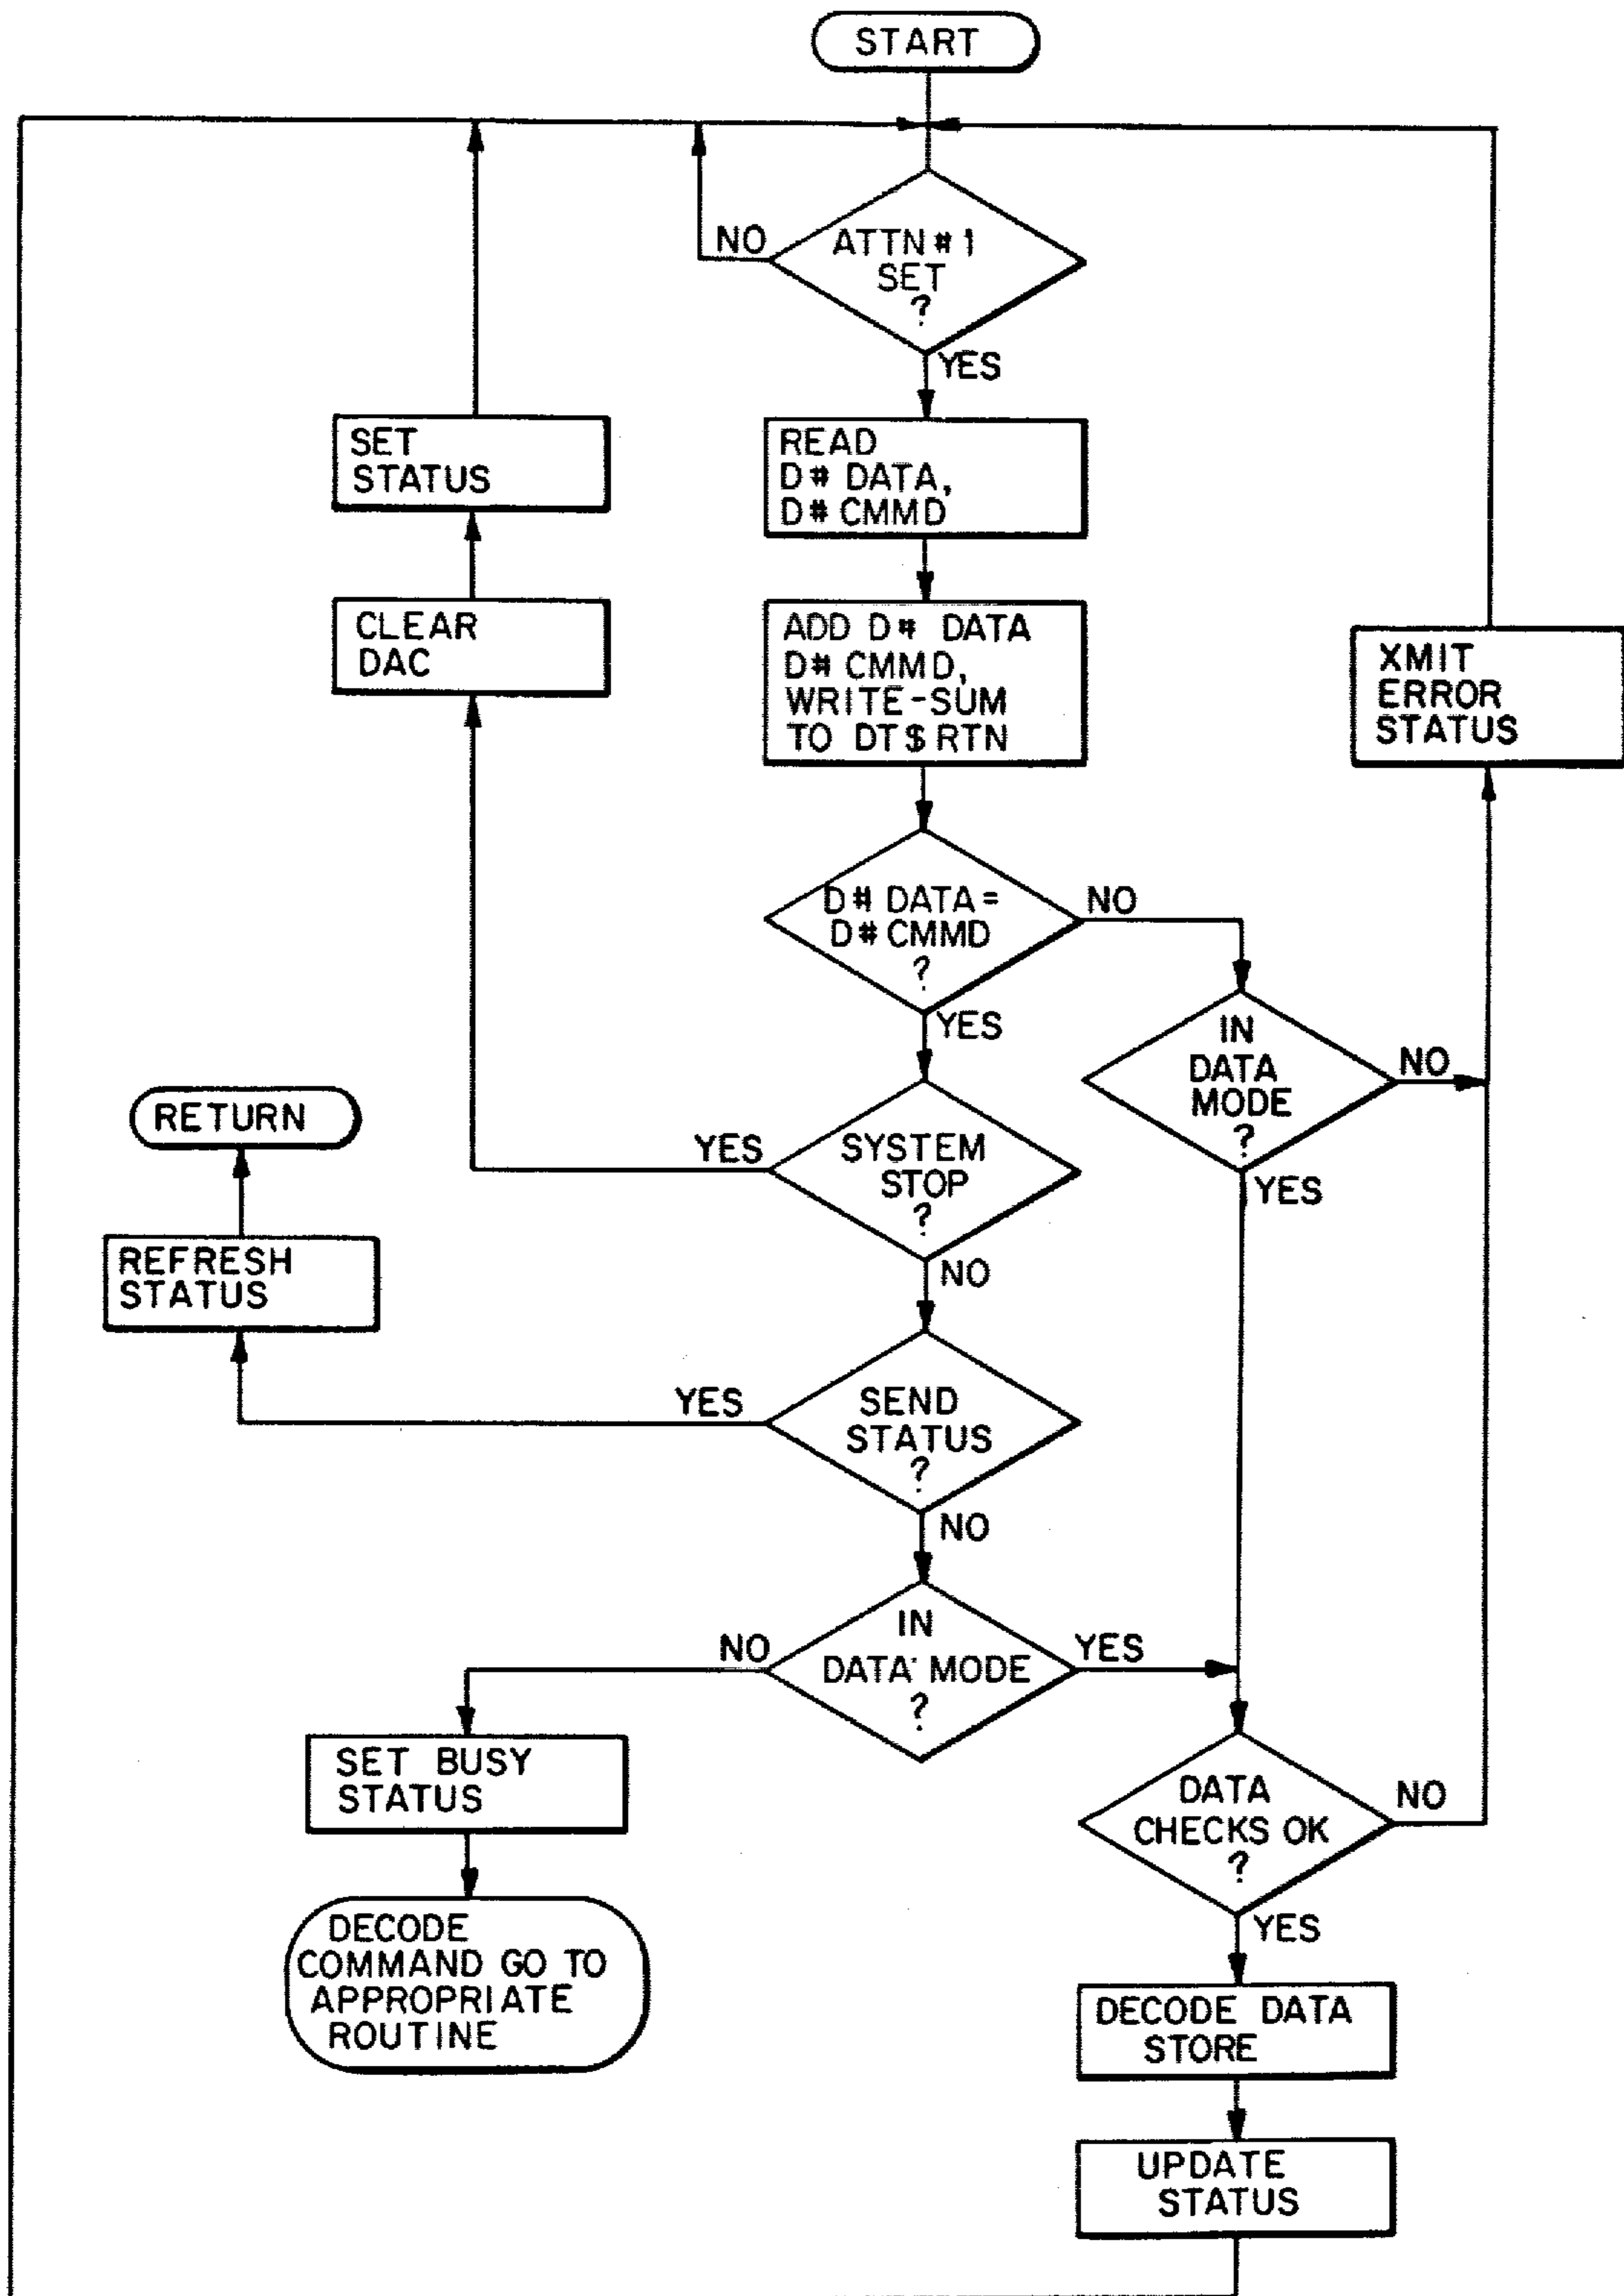 START
NO
ATTN # 1
SET
?
YES
SET
STATUS
READ
D# DATA,
D# CMMD
CLEAR
DAC
ADD D# DATA
D# CMMD,
WRITE-SUM
TO DT$RTN
XMIT
ERROR
STATUS
D# DATA =
D# CMMD
?
NO
YES
IN
DATA
MODE
?
NO
YES
RETURN
YES
SYSTEM
STOP
?
NO
REFRESH
STATUS
YES
SEND
STATUS
?
NO
NO
IN
DATA MODE
?
YES
SET BUSY
STATUS
DATA
CHECKS OK
?
NO
YES
DECODE
COMMAND GO TO
APPROPRIATE
ROUTINE
DECODE DATA
STORE
UPDATE
STATUS